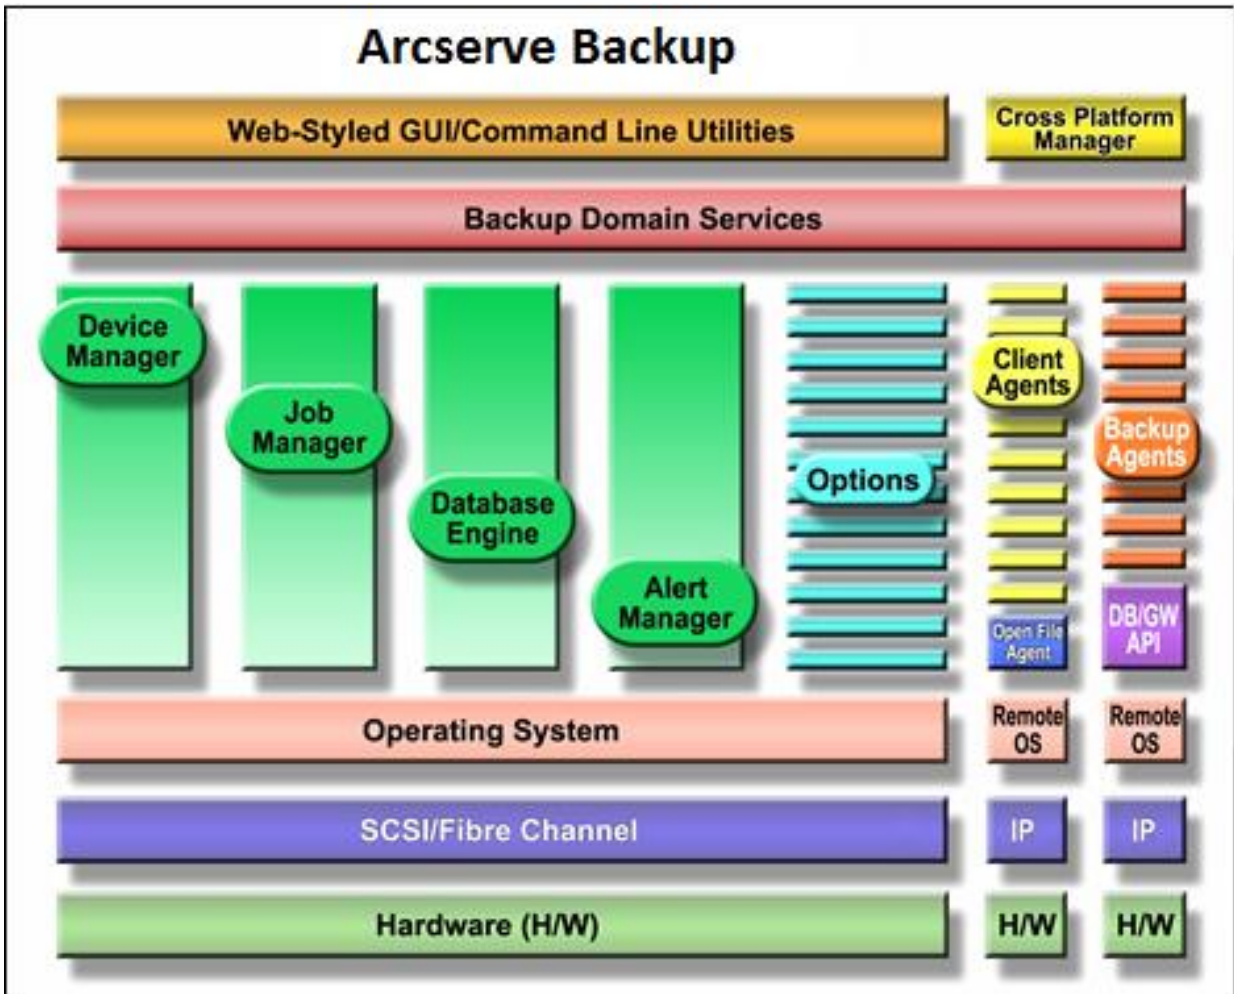 Arcserve Backup
Web-Styled GUI/Command Line Utilities
Cross Platform
Manager
Backup Domain Services
Device
Manager
Job
Manager
Database
Engine
Alert
Manager
Options
Client
Agents
Backup
Agents
Open File
Agent
DB/GW
API
Operating System
Remote
OS
Remote
OS
SCSI/Fibre Channel
IP
IP
Hardware (H/W)
H/W
H/W